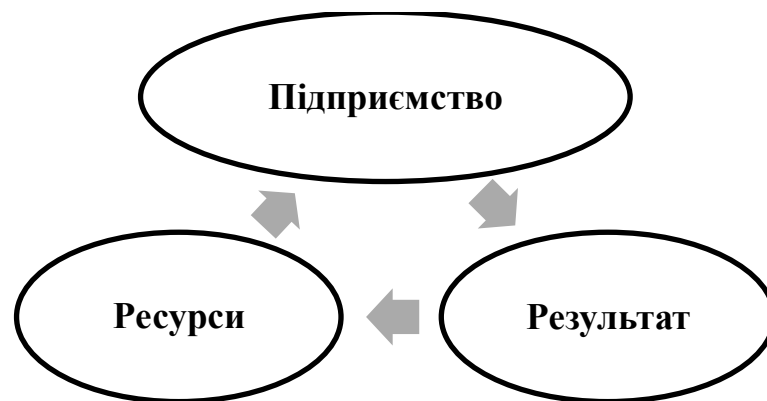 Підприємство
Ресурси
Результат